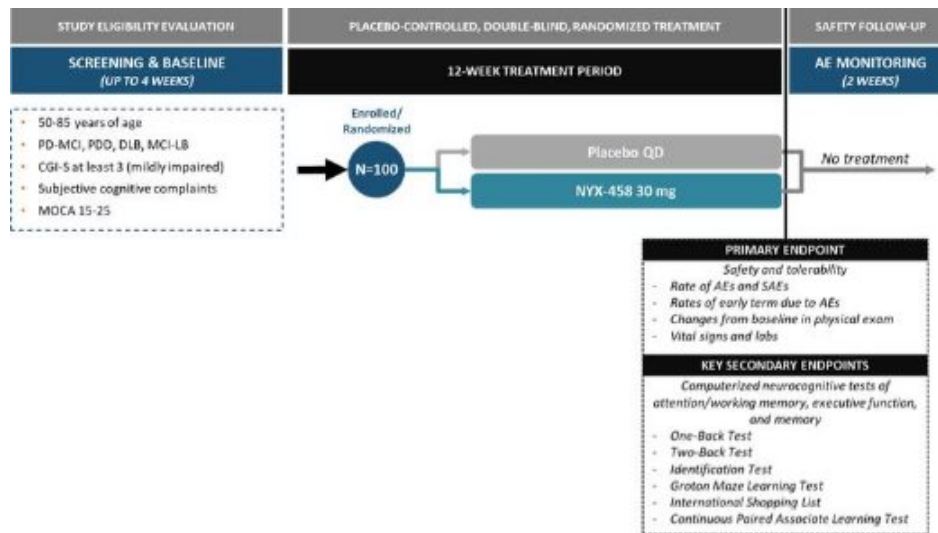 STUDY ELIGIBILITY EVALUATION
PLACEBO-CONTROLLED, DOUBLE-BLIND, RANDOMIZED TREATMENT
SAFETY FOLLOW-UP
SCREENING & BASELINE
(UP TO 4 WEEKS)
12-WEEK TREATMENT PERIOD
AE MONITORING
(2 WEEKS)
• 50-85 years of age
• PD-MCI, PDD, DLB, MCI-LB
• CGI-S at least 3 (mildly impaired)
• Subjective cognitive complaints
• MOCA 15-25
Enrolled/
Randomized
N=100
Placebo QD
NYX-458 30 mg
No treatment
PRIMARY ENDPOINT
Safety and tolerability
- Rate of AEs and SAEs
- Rates of early term due to AEs
- Changes from baseline in physical exam
- Vital signs and labs
KEY SECONDARY ENDPOINTS
Computerized neurocognitive tests of
attention/working memory, executive function,
and memory
- One-Back Test
- Two-Back Test
- Identification Test
- Groton Maze Learning Test
- International Shopping List
- Continuous Paired Associate Learning Test